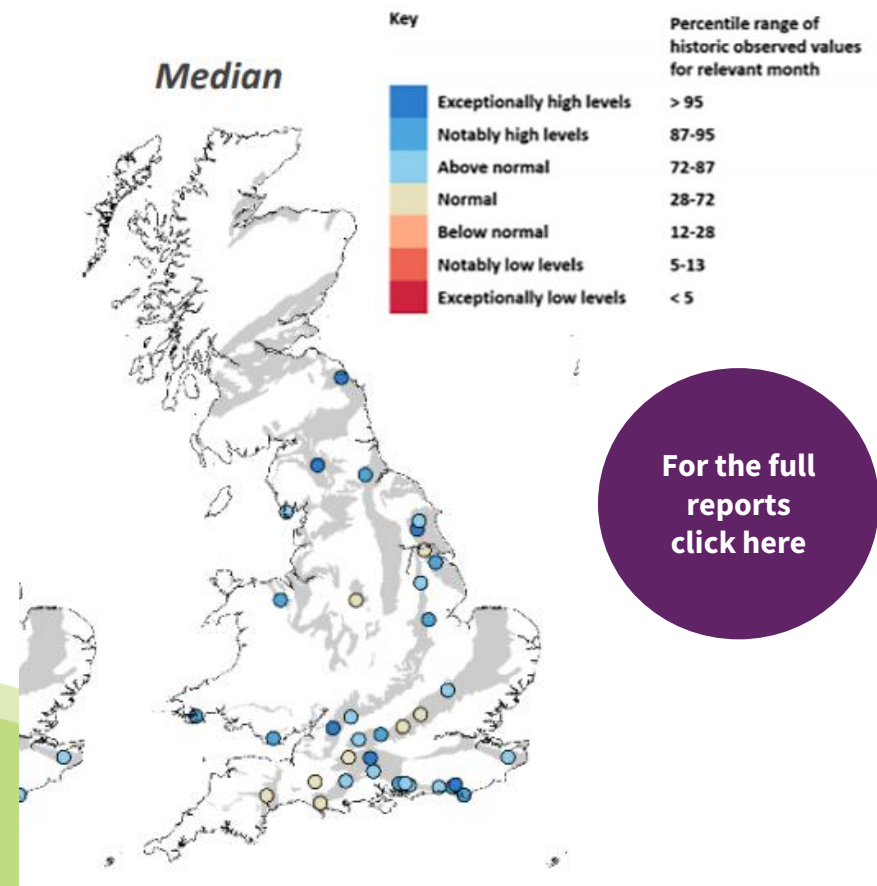 Key
Percentile range of
historic observed values
for relevant month
Median
Exceptionally high levels > 95
Notably high levels 87-95
Above normal 72-87
Normal 28-72
Below normal 12-28
Notably low levels 5-13
Exceptionally low levels < 5
For the full
reports
click here